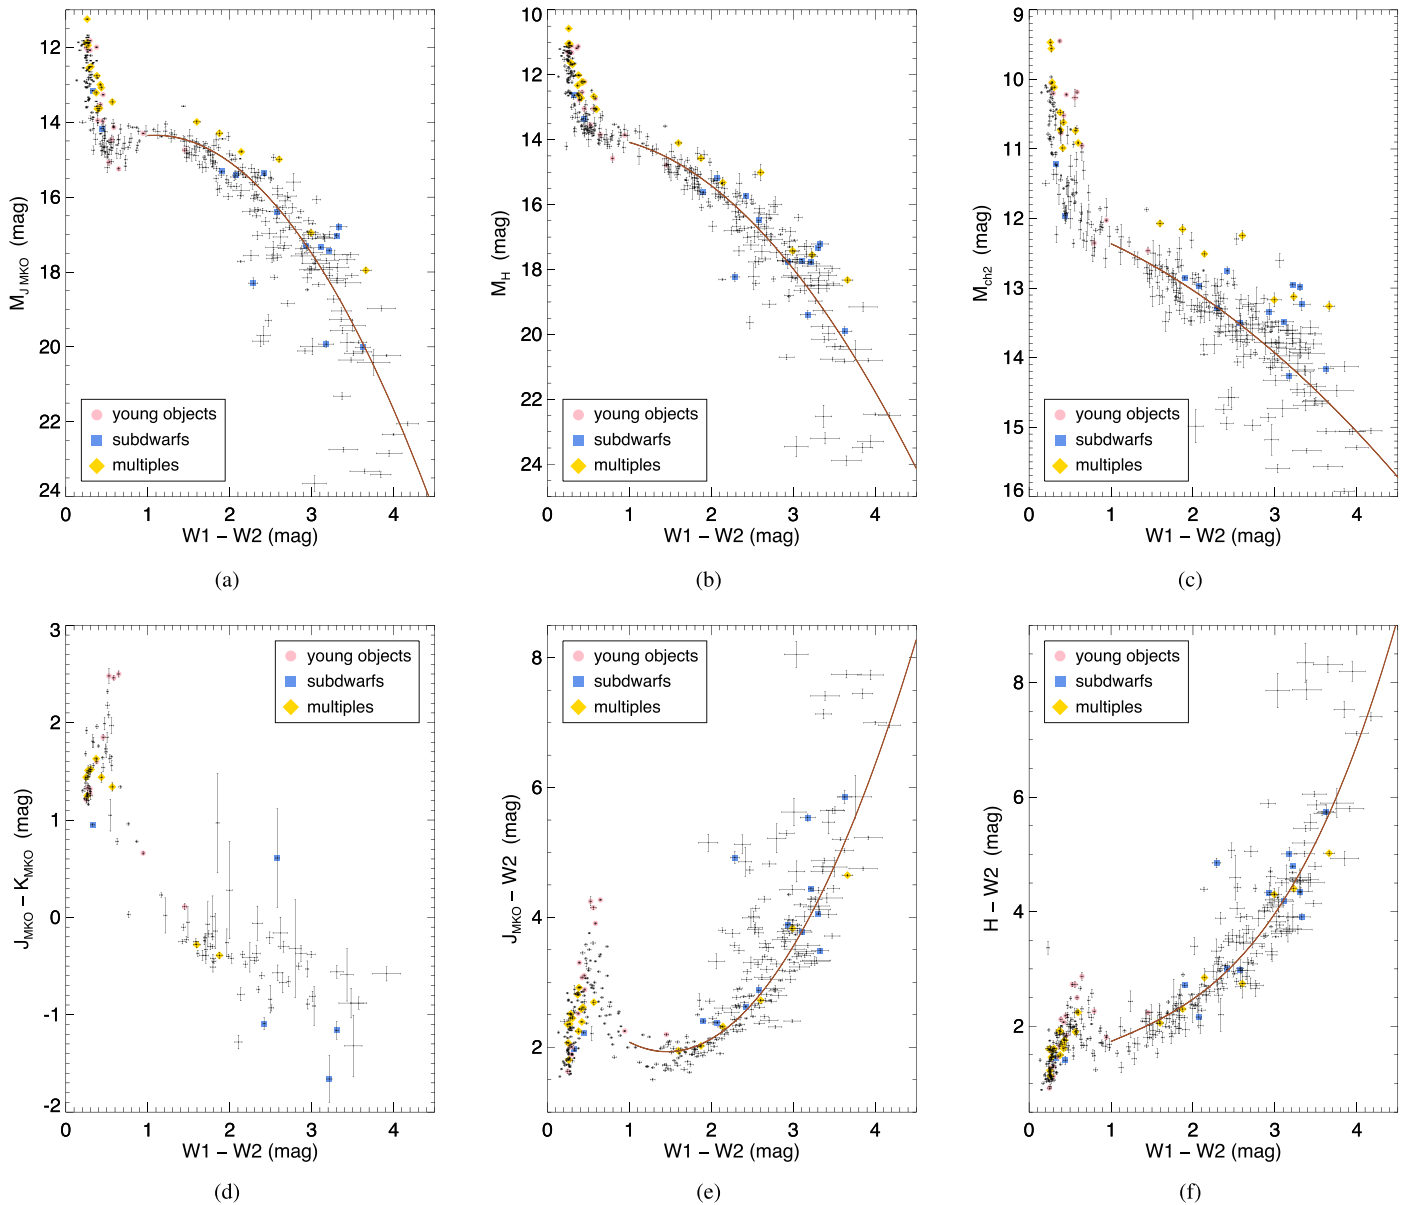 12
14
16
18
20
22
24
M_J MKO (mag)
young objects
subdwarfs
multiples
0 1 2 3 4
W1 − W2 (mag)
(a)
10
12
14
16
18
20
22
24
M_H (mag)
young objects
subdwarfs
multiples
0 1 2 3 4
W1 − W2 (mag)
(b)
9
10
11
12
13
14
15
16
M_ch2 (mag)
young objects
subdwarfs
multiples
0 1 2 3 4
W1 − W2 (mag)
(c)
3
2
1
0
-1
-2
J_MKO − K_MKO (mag)
young objects
subdwarfs
multiples
0 1 2 3 4
W1 − W2 (mag)
(d)
8
6
4
2
J_MKO − W2 (mag)
young objects
subdwarfs
multiples
0 1 2 3 4
W1 − W2 (mag)
(e)
8
6
4
2
H − W2 (mag)
young objects
subdwarfs
multiples
0 1 2 3 4
W1 − W2 (mag)
(f)